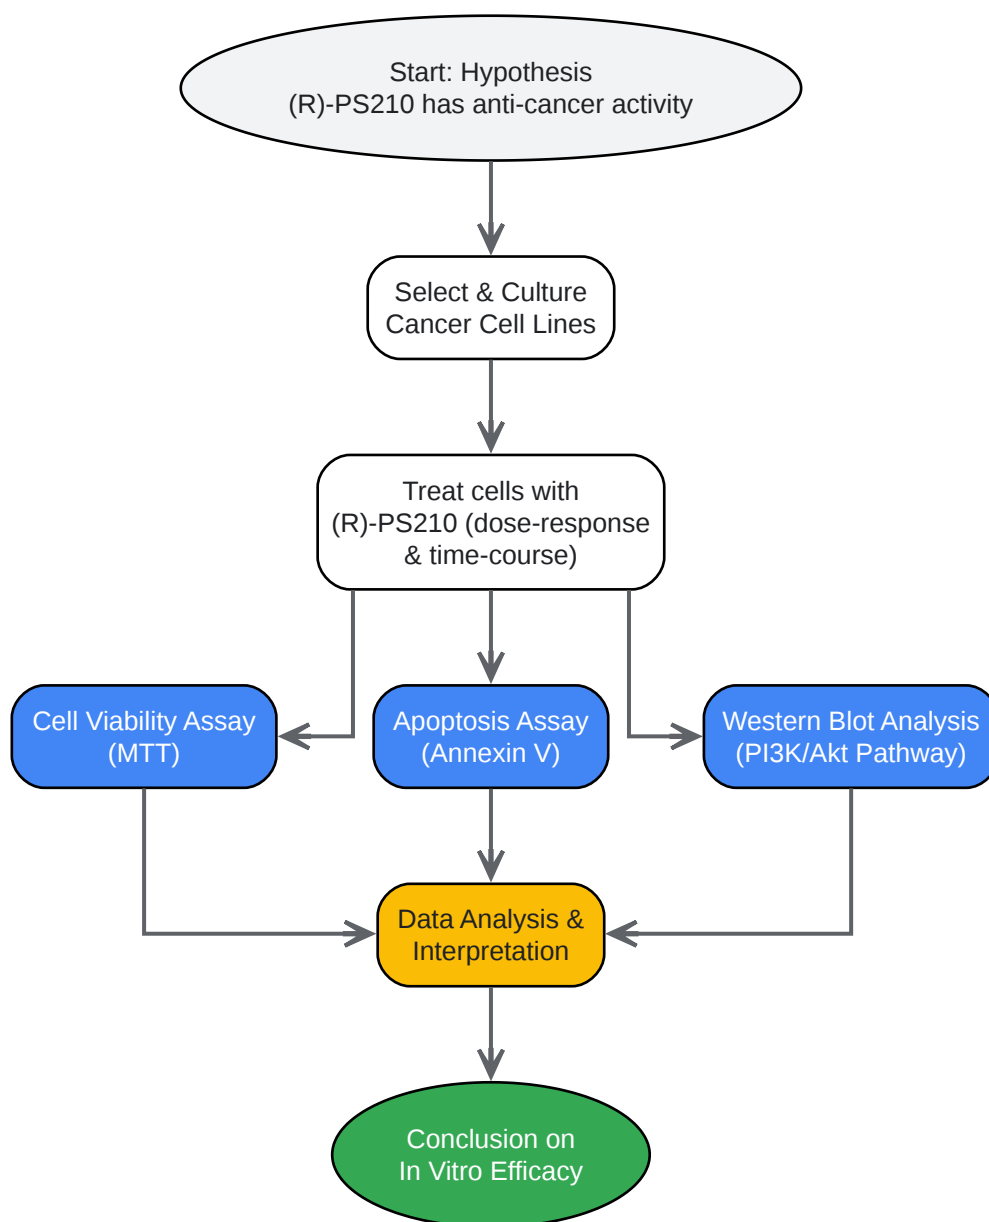 Start: Hypothesis
(R)-PS210 has anti-cancer activity
Select & Culture
Cancer Cell Lines
Treat cells with
(R)-PS210 (dose-response
& time-course)
Cell Viability Assay
(MTT)
Apoptosis Assay
(Annexin V)
Western Blot Analysis
(PI3K/Akt Pathway)
Data Analysis &
Interpretation
Conclusion on
In Vitro Efficacy